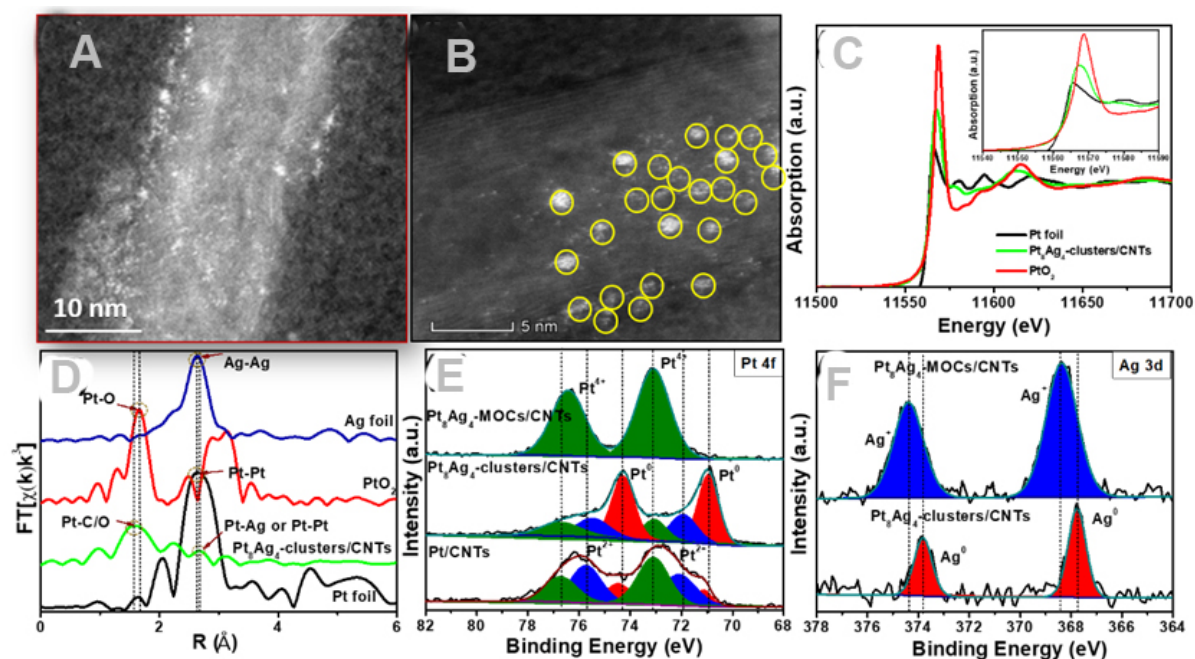 A
10 nm
B
5 nm
C
Absorption (a.u.)
Energy (eV)
11500
11550
11600
11650
11700
Pt foil
Pt₈Ag₄-clusters/CNTs
PtO₂
Absorption (a.u.)
Energy (eV)
11540
11550
11560
11570
11580
11590
D
FT[χ(k)k³]
R (Å)
0
2
4
6
Ag-Ag
Pt-O
Ag foil
Pt-Pt
PtO₂
Pt-C/O
Pt-Ag or Pt-Pt
Pt₈Ag₄-clusters/CNTs
Pt foil
E
Pt 4f
Intensity (a.u.)
Binding Energy (eV)
82
80
78
76
74
72
70
68
Pt⁴⁺
Pt⁴⁺
Pt₈Ag₄-MOCs/CNTs
Pt₈Ag₄-clusters/CNTs
Pt⁰
Pt⁰
Pt²⁺
Pt²⁺
Pt/CNTs
F
Ag 3d
Intensity (a.u.)
Binding Energy (eV)
378
376
374
372
370
368
366
364
Pt₈Ag₄-MOCs/CNTs
Ag⁺
Ag⁺
Pt₈Ag₄-clusters/CNTs
Ag⁰
Ag⁰